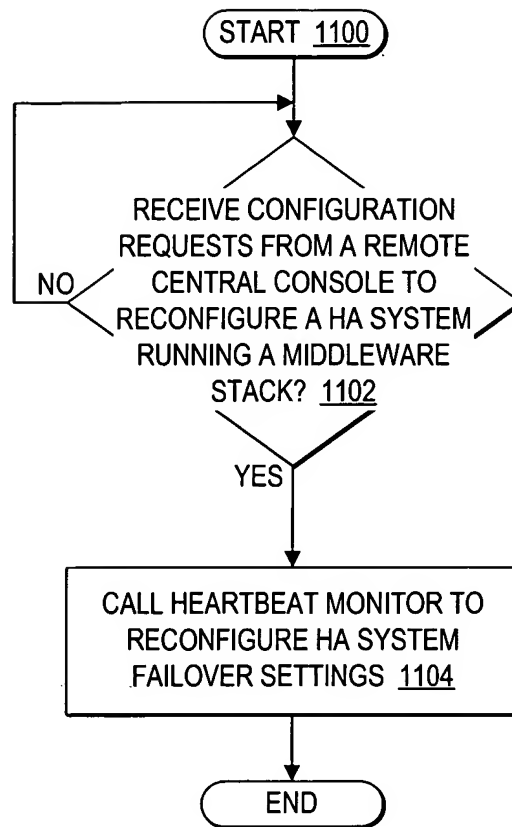 START 1100
RECEIVE CONFIGURATION
REQUESTS FROM A REMOTE
CENTRAL CONSOLE TO
NO
RECONFIGURE A HA SYSTEM
RUNNING A MIDDLEWARE
STACK? 1102
YES
CALL HEARTBEAT MONITOR TO
RECONFIGURE HA SYSTEM
FAILOVER SETTINGS 1104
END